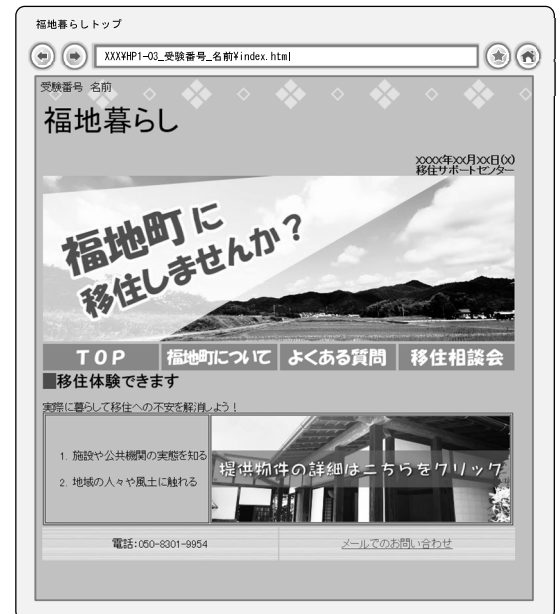 福地暮らしトップ
XXX¥HP1-03_受験番号_名前¥index.html
受験番号 名前
福地暮らし
xxxx年xx月xx日(X)
移住サポートセンター
福地町に
移住しませんか？
TOP 福地町について よくある質問 移住相談会
■移住体験できます
実際に暮らして移住への不安を解消しよう！
1. 施設や公共機関の実態を知る
2. 地域の人々や風土に触れる
提供物件の詳細はこちらをクリック
電話:050-8301-9954 メールでのお問い合わせ